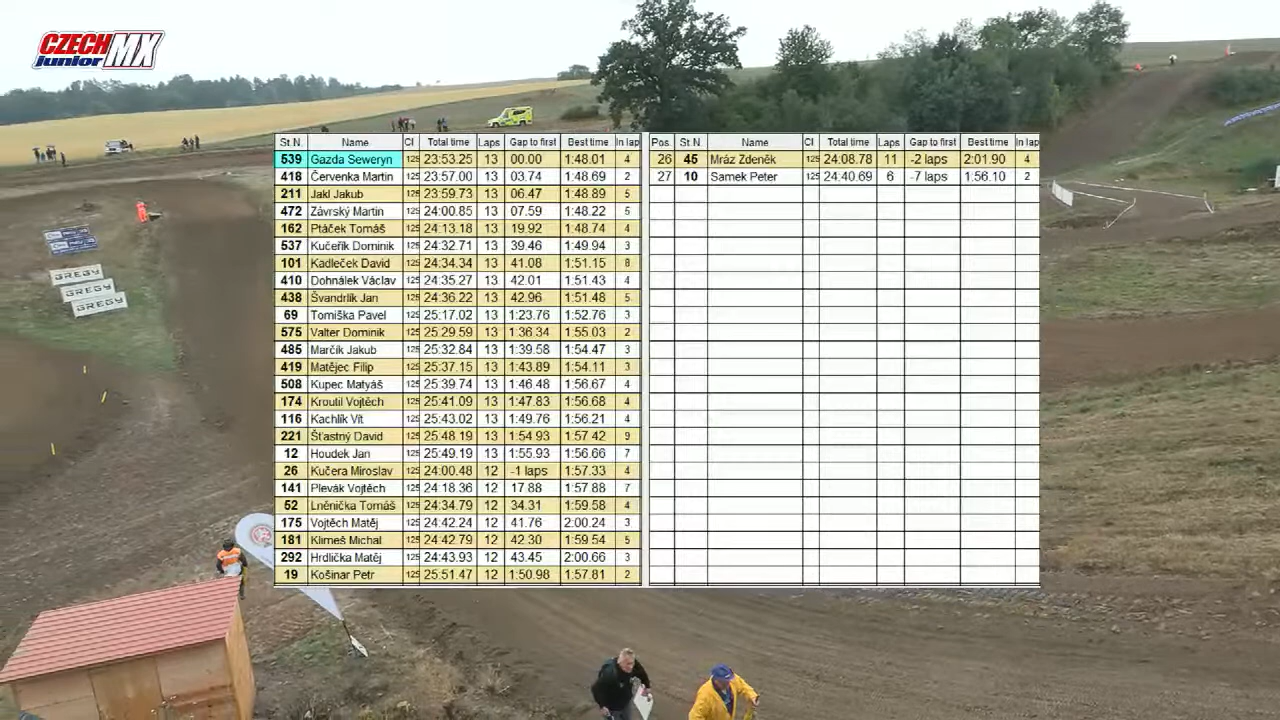 CZECH MX
junior
St.N. Name Cl Total time Laps Gap to first Best time In lap
539 Gazda Seweryn 125 23:53.25 13 00.00 1:48.01 4
418 Červenka Martin 125 23:57.00 13 03.74 1:48.69 2
211 Jakl Jakub 125 23:59.73 13 06.47 1:48.89 5
472 Závrský Martin 125 24:00.85 13 07.59 1:48.22 5
162 Ptáček Tomáš 125 24:13.18 13 19.92 1:48.74 4
537 Kučeřík Dominik 125 24:32.71 13 39.46 1:49.94 3
101 Kadleček David 125 24:34.34 13 41.08 1:51.15 8
410 Dohnálek Václav 125 24:35.27 13 42.01 1:51.43 4
438 Švandrlík Jan 125 24:36.22 13 42.96 1:51.48 5
69 Tomiška Pavel 125 25:17.02 13 1:23.76 1:52.76 3
575 Valter Dominik 125 25:29.59 13 1:36.34 1:55.03 2
485 Marčík Jakub 125 25:32.84 13 1:39.58 1:54.47 3
419 Matějec Filip 125 25:37.15 13 1:43.89 1:54.11 3
508 Kupec Matyáš 125 25:39.74 13 1:46.48 1:56.67 4
174 Kroutil Vojtěch 125 25:41.09 13 1:47.83 1:56.68 4
116 Kachlík Vít 125 25:43.02 13 1:49.76 1:56.21 4
221 Šťastný David 125 25:48.19 13 1:54.93 1:57.42 9
12 Houdek Jan 125 25:49.19 13 1:55.93 1:56.66 7
26 Kučera Miroslav 125 24:00.48 12 -1 laps 1:57.33 4
141 Plevák Vojtěch 125 24:18.36 12 17.88 1:57.88 7
52 Lněnička Tomáš 125 24:34.79 12 34.31 1:59.58 4
175 Vojtěch Matěj 125 24:42.24 12 41.76 2:00.24 3
181 Klimeš Michal 125 24:42.79 12 42.30 1:59.54 5
292 Hrdlička Matěj 125 24:43.93 12 43.45 2:00.66 3
19 Košinar Petr 125 25:51.47 12 1:50.98 1:57.81 2
Pos. St.N. Name Cl Total time Laps Gap to first Best time In lap
26 45 Mráz Zdeněk 125 24:08.78 11 -2 laps 2:01.90 4
27 10 Samek Peter 125 24:40.69 6 -7 laps 1:56.10 2
GREGY
GREGY
GREGY